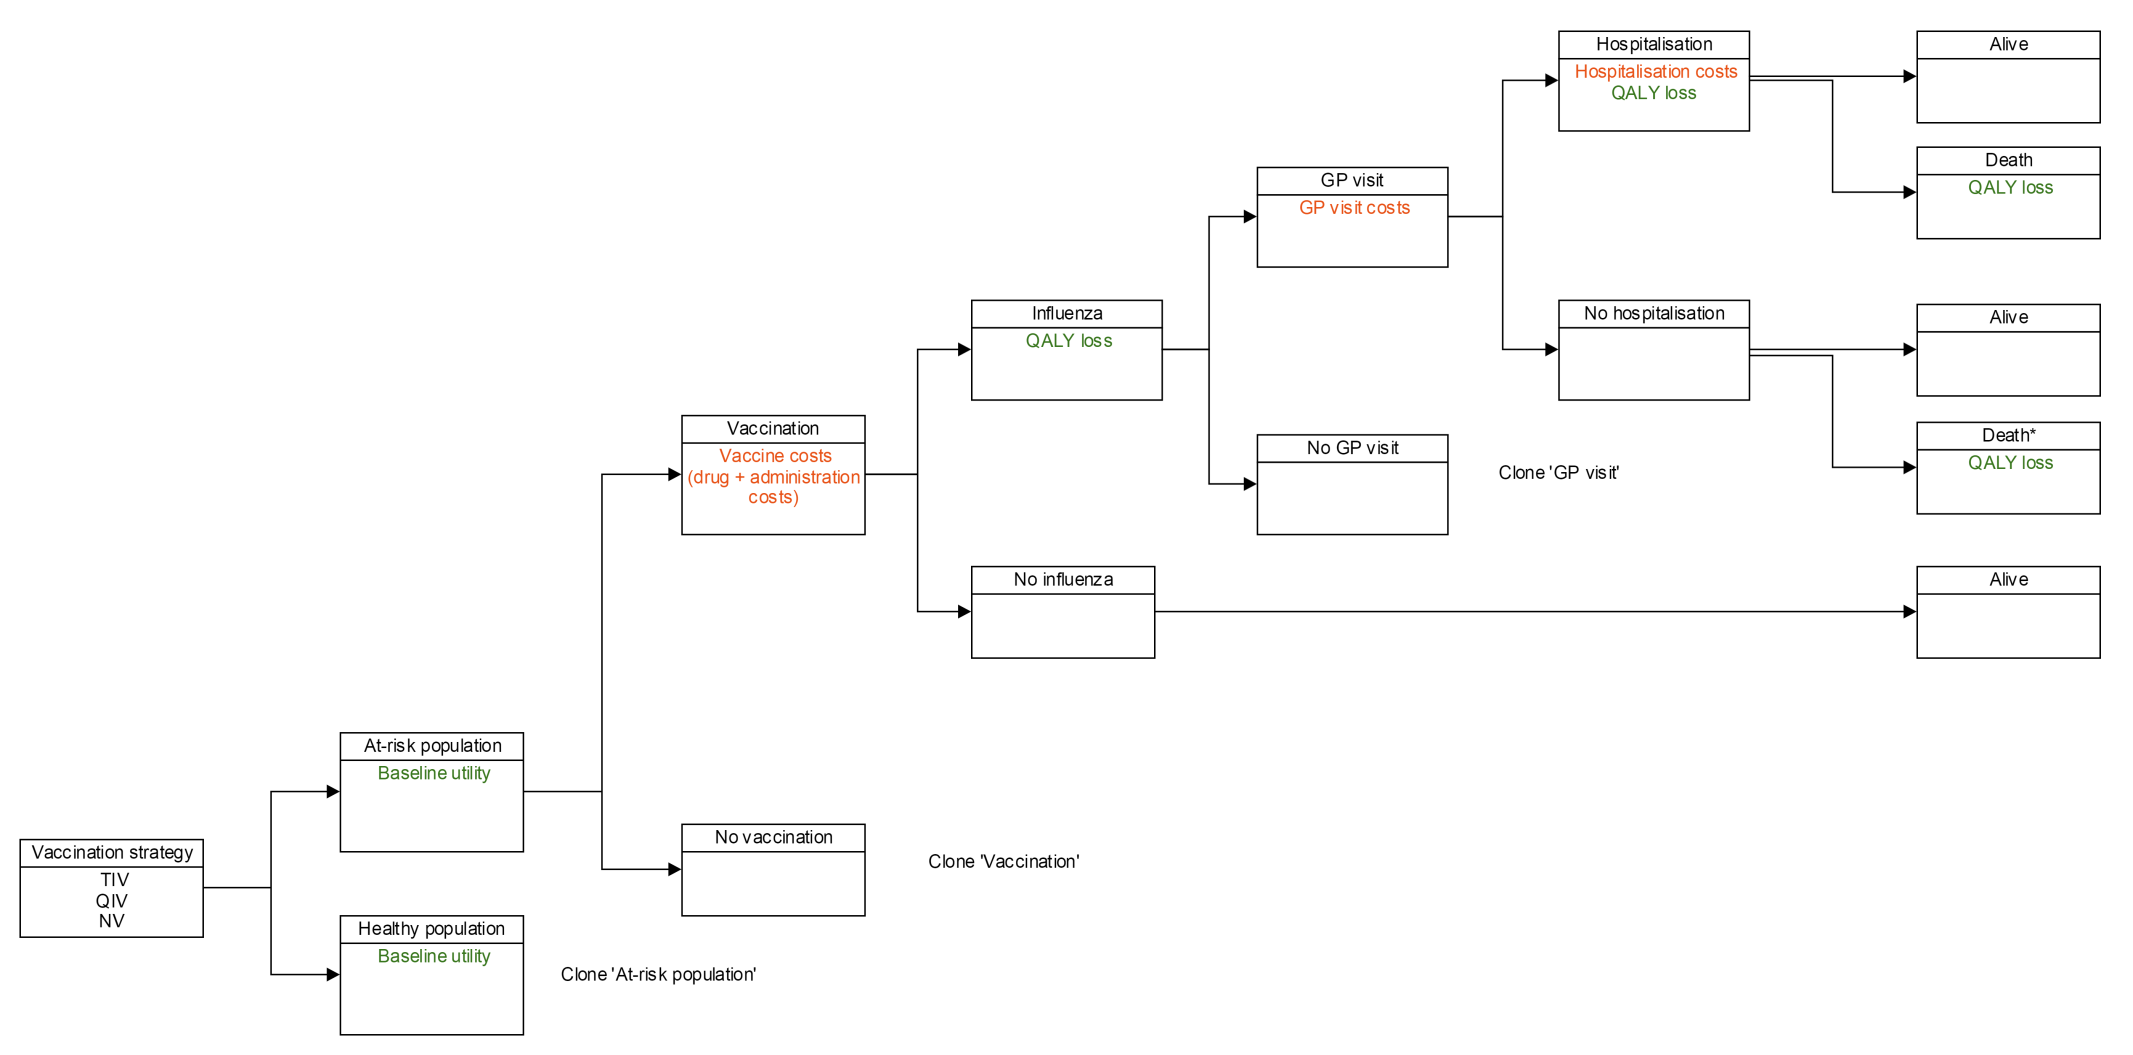 Hospitalisation
Hospitalisation costs
QALY loss
Alive
Death
QALY loss
GP visit
GP visit costs
Influenza
QALY loss
No hospitalisation
Alive
Vaccination
Vaccine costs
(drug + administration
costs)
No GP visit
Clone 'GP visit'
Death*
QALY loss
No influenza
Alive
At-risk population
Baseline utility
Vaccination strategy
TIV
QIV
NV
No vaccination
Clone 'Vaccination'
Healthy population
Baseline utility
Clone 'At-risk population'